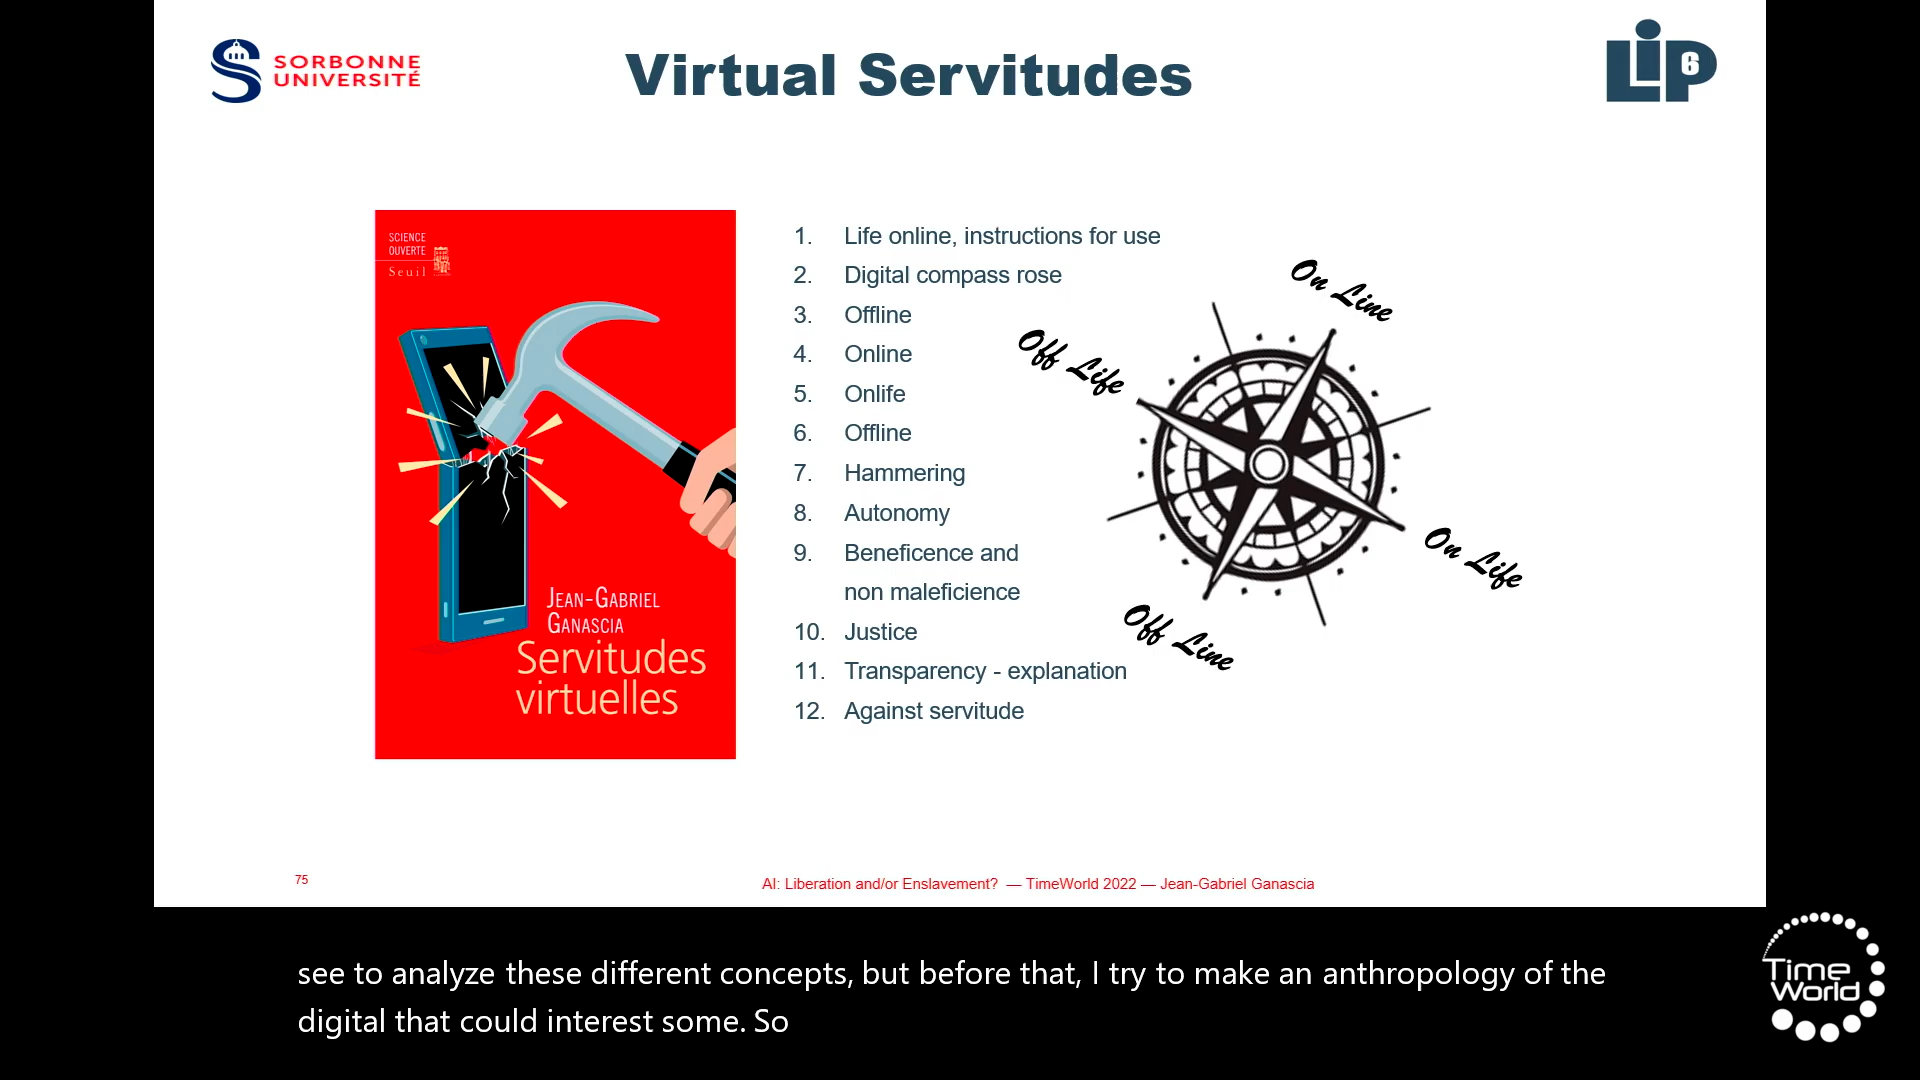 SORBONNE
UNIVERSITÉ
Virtual Servitudes
LiP6
SCIENCE
OUVERTE
Seuil
JEAN-GABRIEL
GANASCIA
Servitudes
virtuelles
1. Life online, instructions for use
2. Digital compass rose
3. Offline
4. Online
5. Onlife
6. Offline
7. Hammering
8. Autonomy
9. Beneficence and
non maleficience
10. Justice
11. Transparency - explanation
12. Against servitude
On Line
Off Life
On Life
Off Line
75
AI: Liberation and/or Enslavement? — TimeWorld 2022 — Jean-Gabriel Ganascia
see to analyze these different concepts, but before that, I try to make an anthropology of the
digital that could interest some. So
Time
World